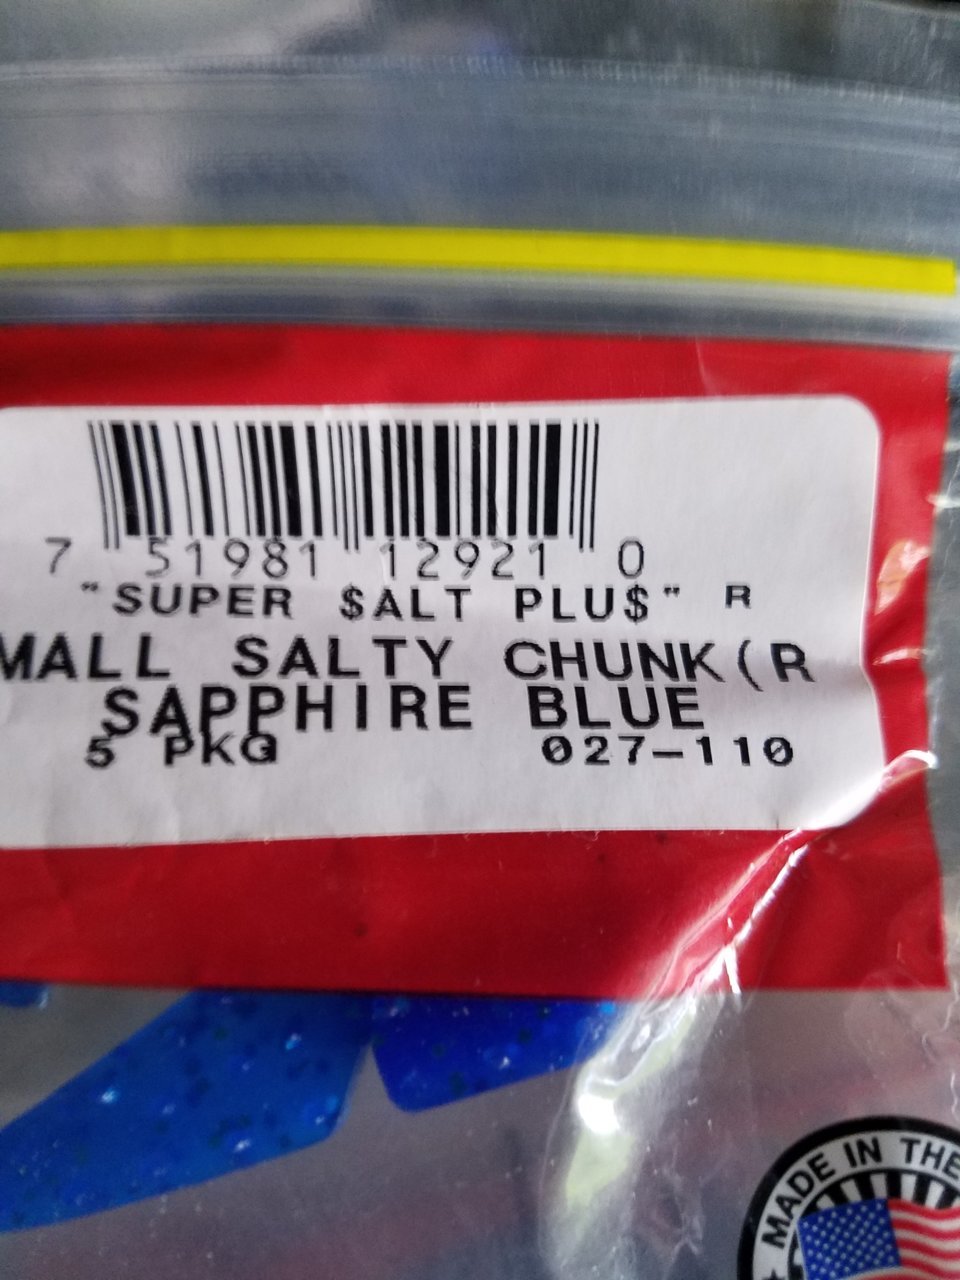 7 51981 12921 0
"SUPER $ALT PLU$" R
MALL SALTY CHUNK(R
SAPPHIRE BLUE
5 PKG 027-110
MADE IN THE